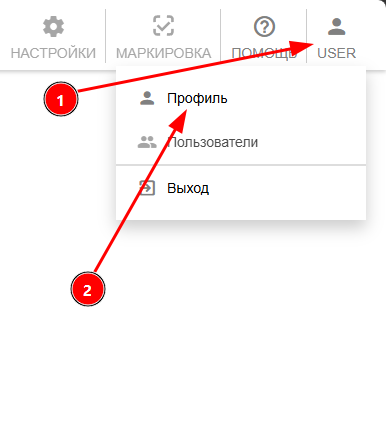 НАСТРОЙКИ МАРКИРОВКА ПОМОЩЬ USER
1
Профиль
Пользователи
Выход
2